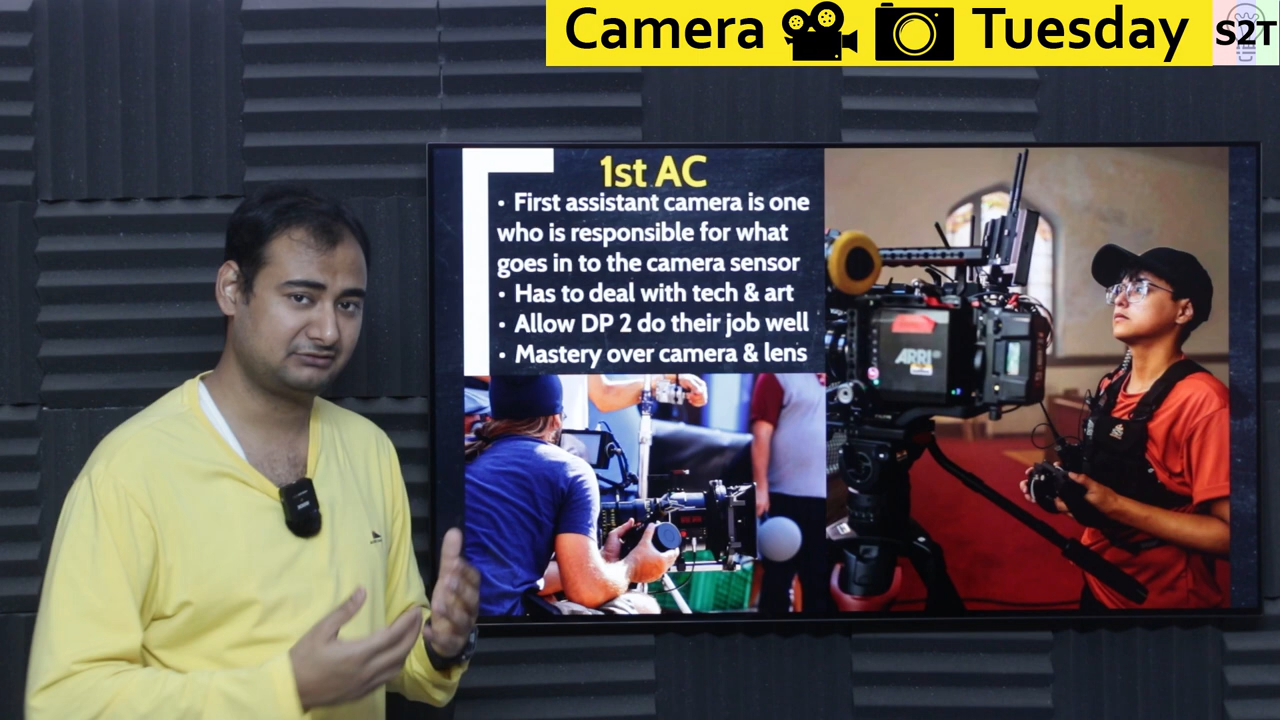 Camera Tuesday S2T
1st AC
• First assistant camera is one
who is responsible for what
goes in to the camera sensor
• Has to deal with tech & art
• Allow DP 2 do their job well
• Mastery over camera & lens
ARRI